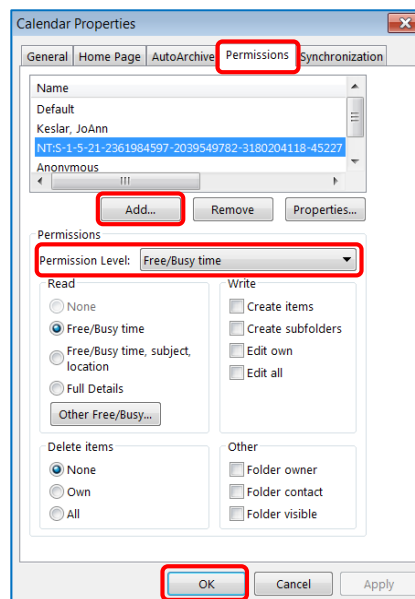 Calendar Properties
General Home Page AutoArchive Permissions Synchronization
Name
Default
Keslar, JoAnn
NT:S-1-5-21-2361984597-2039549782-3180204118-45227
Anonymous
Add... Remove Properties...
Permissions
Permission Level: Free/Busy time
Read Write
None Create items
Free/Busy time Create subfolders
Free/Busy time, subject, Edit own
location Edit all
Full Details
Other Free/Busy...
Delete items Other
None Folder owner
Own Folder contact
All Folder visible
OK Cancel Apply